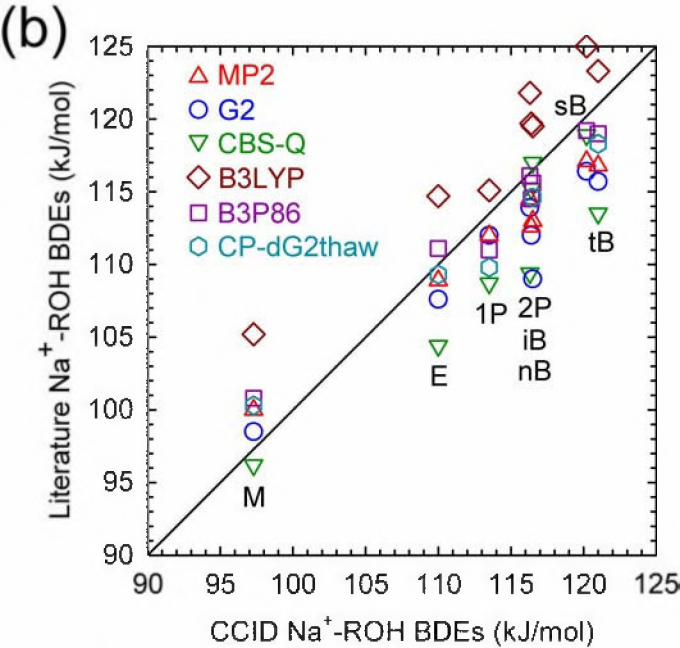 (b)
125
120
115
110
105
100
95
90
Literature Na+-ROH BDEs (kJ/mol)
MP2
G2
CBS-Q
B3LYP
B3P86
CP-dG2thaw
sB
tB
1P
2P
iB
nB
E
M
90
95
100
105
110
115
120
125
CCID Na+-ROH BDEs (kJ/mol)